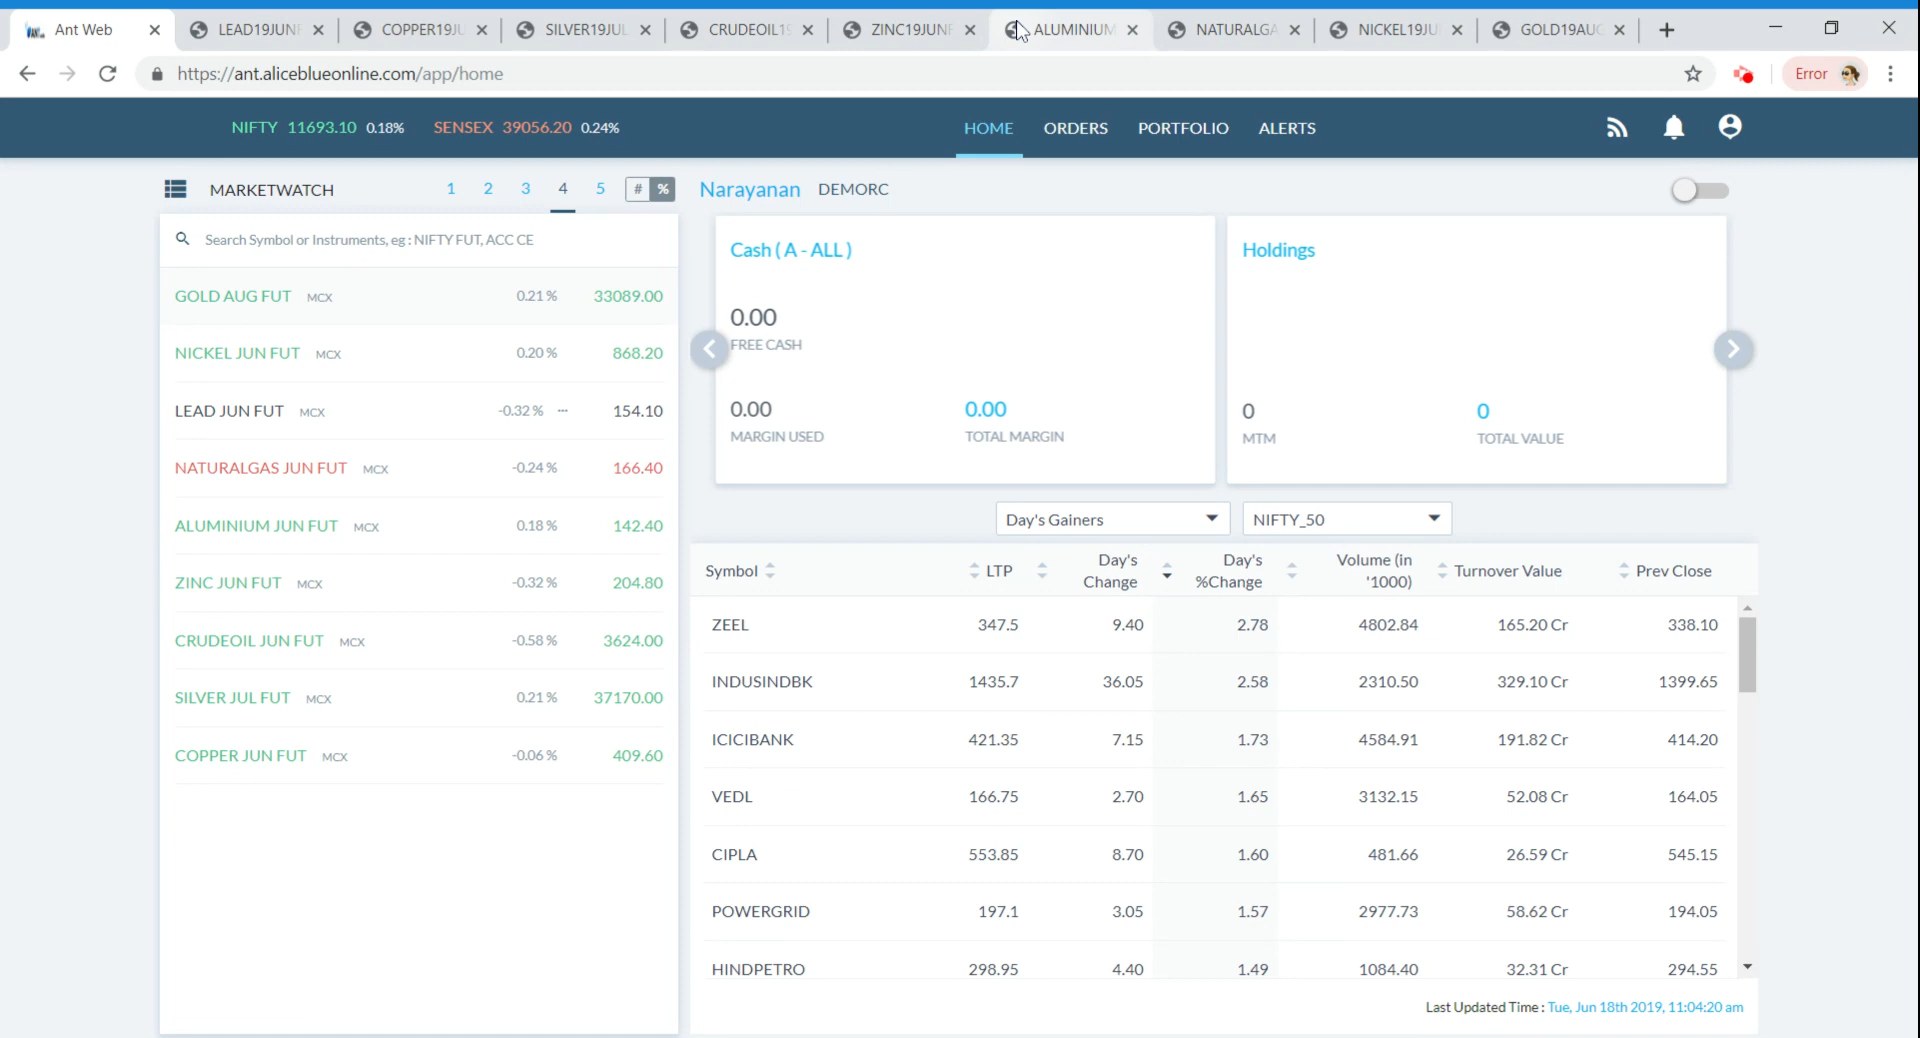 Ant Web
LEAD19JUNF
COPPER19JU
SILVER19JUL
CRUDEOIL19
ZINC19JUNF
ALUMINIUM
NATURALGA
NICKEL19JU
GOLD19AUG
https://ant.aliceblueonline.com/app/home
Error
NIFTY 11693.10 0.18% SENSEX 39056.20 0.24%
HOME ORDERS PORTFOLIO ALERTS
MARKETWATCH 1 2 3 4 5 # %
Search Symbol or Instruments, eg : NIFTY FUT, ACC CE
GOLD AUG FUT MCX 0.21 % 33089.00
NICKEL JUN FUT MCX 0.20 % 868.20
LEAD JUN FUT MCX -0.32 % ··· 154.10
NATURALGAS JUN FUT MCX -0.24 % 166.40
ALUMINIUM JUN FUT MCX 0.18 % 142.40
ZINC JUN FUT MCX -0.32 % 204.80
CRUDEOIL JUN FUT MCX -0.58 % 3624.00
SILVER JUL FUT MCX 0.21 % 37170.00
COPPER JUN FUT MCX -0.06 % 409.60
Narayanan DEMORC
Cash ( A - ALL )
0.00
FREE CASH
0.00 0.00
MARGIN USED TOTAL MARGIN
Holdings
0 0
MTM TOTAL VALUE
Day's Gainers NIFTY_50
Symbol LTP Day's Change Day's %Change Volume (in '1000) Turnover Value Prev Close
ZEEL 347.5 9.40 2.78 4802.84 165.20 Cr 338.10
INDUSINDBK 1435.7 36.05 2.58 2310.50 329.10 Cr 1399.65
ICICIBANK 421.35 7.15 1.73 4584.91 191.82 Cr 414.20
VEDL 166.75 2.70 1.65 3132.15 52.08 Cr 164.05
CIPLA 553.85 8.70 1.60 481.66 26.59 Cr 545.15
POWERGRID 197.1 3.05 1.57 2977.73 58.62 Cr 194.05
HINDPETRO 298.95 4.40 1.49 1084.40 32.31 Cr 294.55
Last Updated Time : Tue, Jun 18th 2019, 11:04:20 am